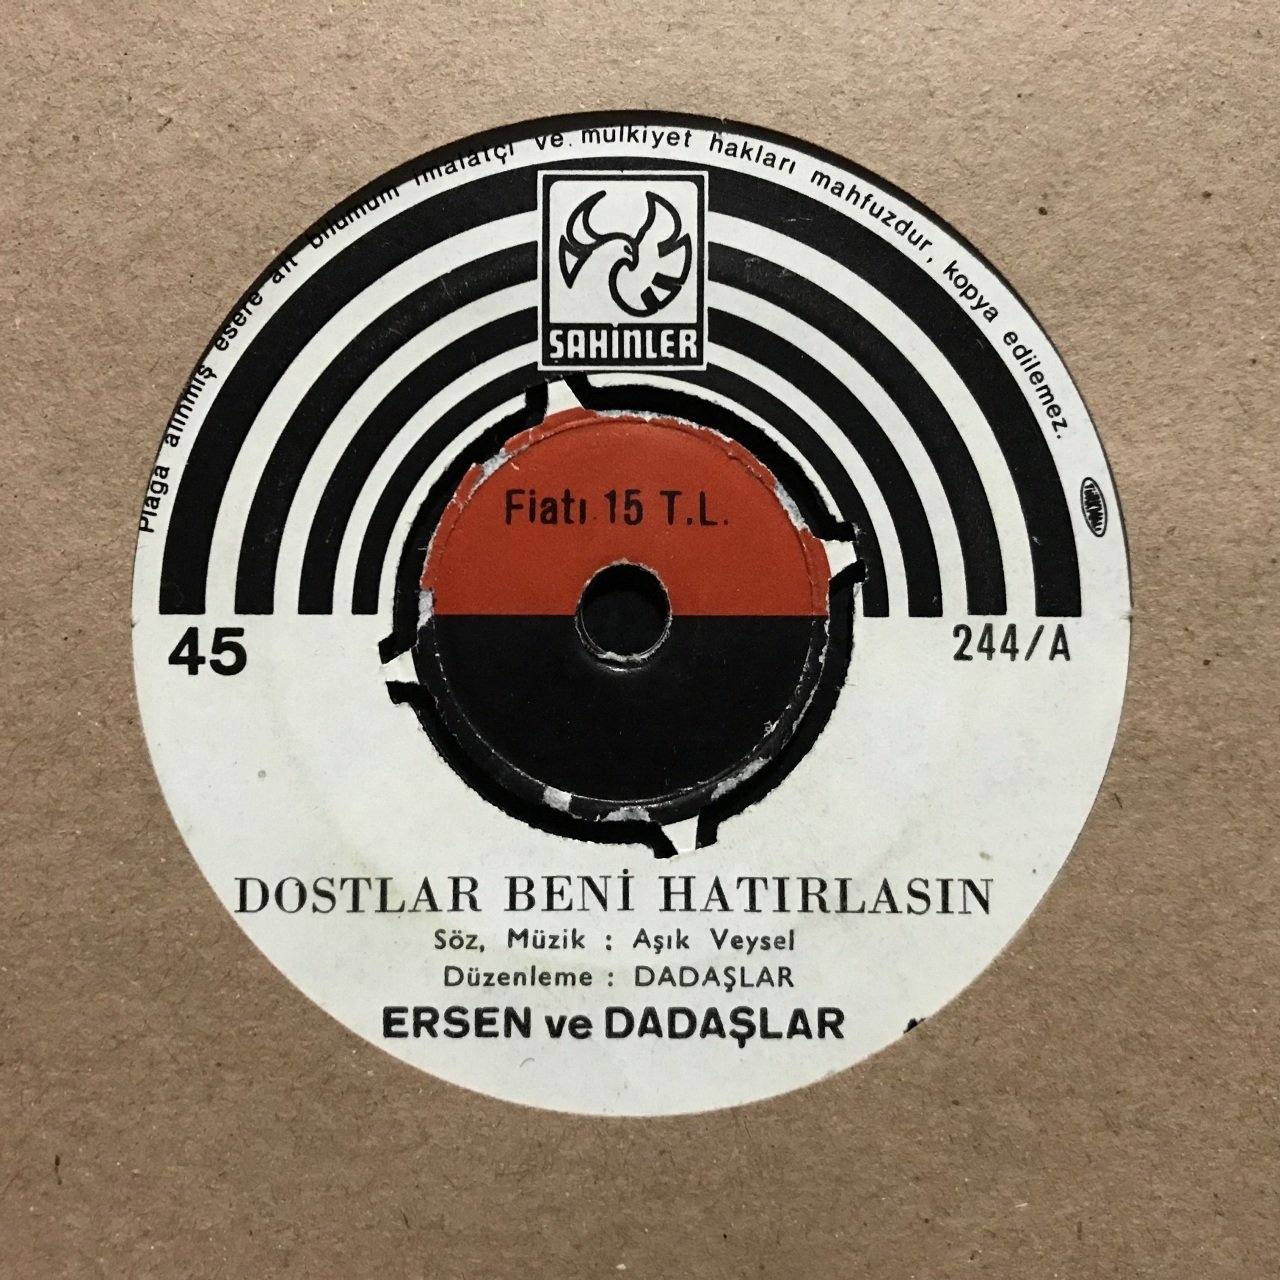 Plağa alınmış esere ait bilumum imalâtçı ve mülkiyet hakları mahfuzdur, kopya edilemez.
ŞAHİNLER
Fiatı 15 T.L.
45
244/A
DOSTLAR BENİ HATIRLASIN
Söz, Müzik : Aşık Veysel
Düzenleme : DADAŞLAR
ERSEN ve DADAŞLAR